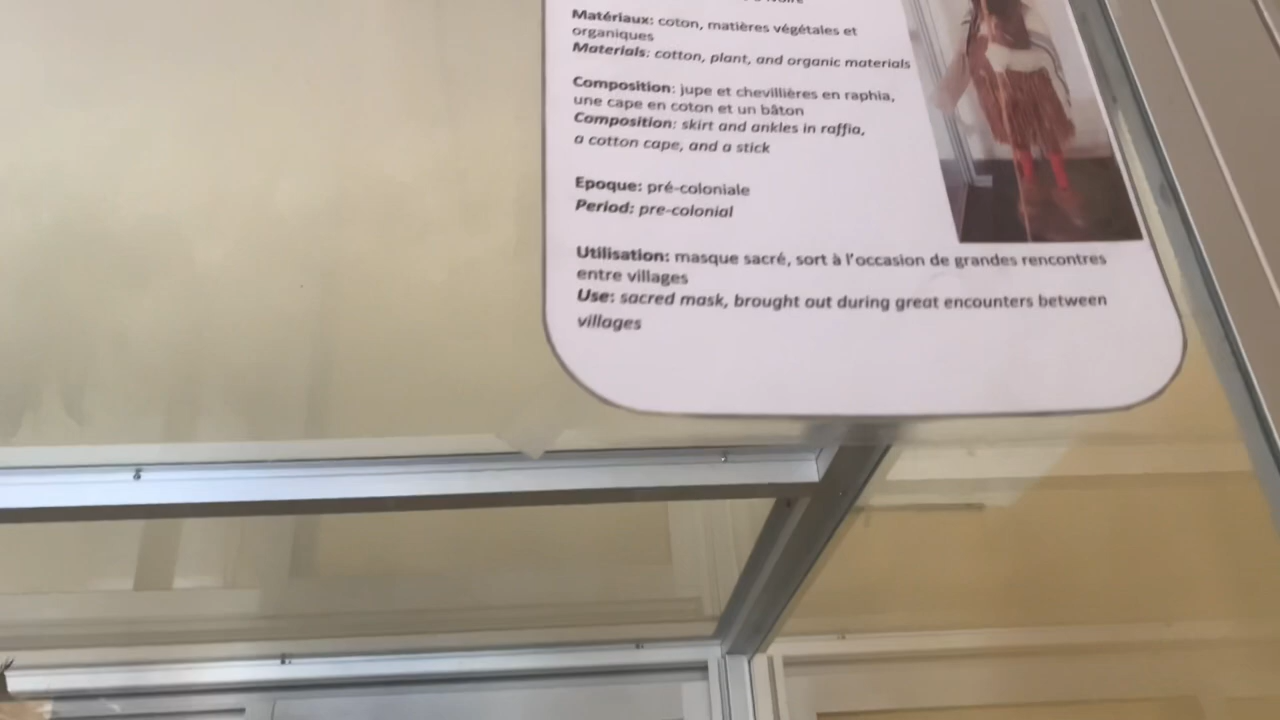 Matériaux: coton, matières végétales et
organiques
Materials: cotton, plant, and organic materials
Composition: jupe et chevillières en raphia,
une cape en coton et un bâton
Composition: skirt and ankles in raffia,
a cotton cape, and a stick
Epoque: pré-coloniale
Period: pre-colonial
Utilisation: masque sacré, sort à l'occasion de grandes rencontres
entre villages
Use: sacred mask, brought out during great encounters between
villages